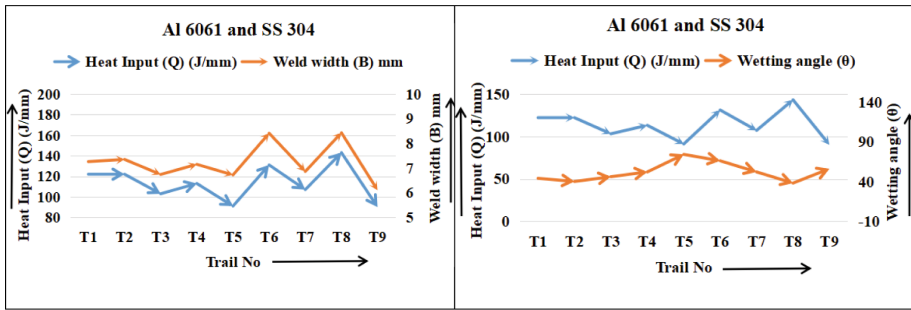 Al 6061 and SS 304
Heat Input (Q) (J/mm) Weld width (B) mm
Heat Input (Q) (J/mm)
200
180
160
140
120
100
80
10
9
8
7
6
5
Weld width (B) mm
T1 T2 T3 T4 T5 T6 T7 T8 T9
Trail No
Al 6061 and SS 304
Heat Input (Q) (J/mm) Wetting angle (θ)
Heat Input (Q) (J/mm)
150
100
50
0
140
90
40
-10
Wetting angle (θ)
T1 T2 T3 T4 T5 T6 T7 T8 T9
Trail No